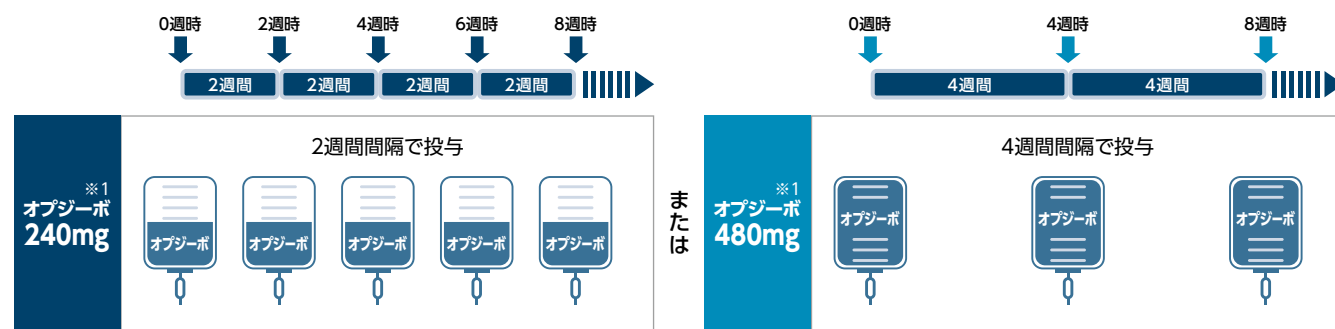 0週時 2週時 4週時 6週時 8週時
2週間 2週間 2週間 2週間
※1
オプジーボ
240mg
2週間間隔で投与
オプジーボ オプジーボ オプジーボ オプジーボ オプジーボ
または
0週時 4週時 8週時
4週間 4週間
※1
オプジーボ
480mg
4週間間隔で投与
オプジーボ オプジーボ オプジーボ